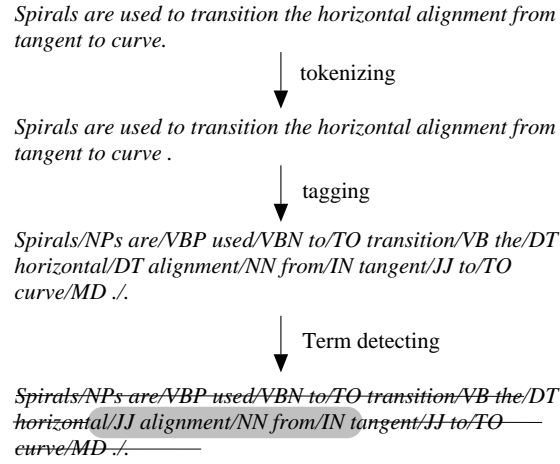 Spirals are used to transition the horizontal alignment from
tangent to curve.
tokenizing
Spirals are used to transition the horizontal alignment from
tangent to curve .
tagging
Spirals/NPs are/VBP used/VBN to/TO transition/VB the/DT
horizontal/DT alignment/NN from/IN tangent/JJ to/TO
curve/MD ./.
Term detecting
Spirals/NPs are/VBP used/VBN to/TO transition/VB the/DT
horizontal/JJ alignment/NN from/IN tangent/JJ to/TO
curve/MD ./.